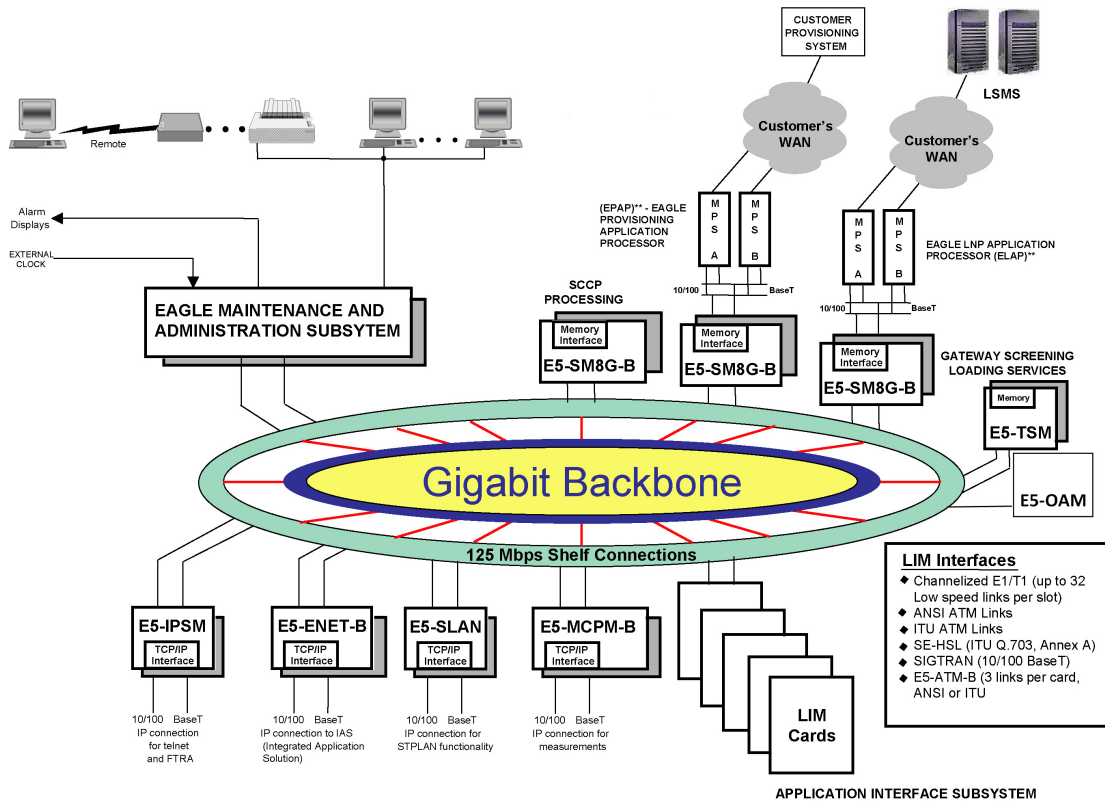 CUSTOMER
PROVISIONING
SYSTEM
LSMS
Customer's
WAN
Customer's
WAN
Remote
Alarm
Displays
EXTERNAL
CLOCK
(EPAP)** - EAGLE
PROVISIONING
APPLICATION
PROCESSOR
M
P
S
A
M
P
S
B
M
P
S
A
M
P
S
B
EAGLE LNP APPLICATION
PROCESSOR (ELAP)**
10/100
BaseT
10/100
BaseT
EAGLE MAINTENANCE AND
ADMINISTRATION SUBSYTEM
SCCP
PROCESSING
Memory
Interface
E5-SM8G-B
Memory
Interface
E5-SM8G-B
Memory
Interface
E5-SM8G-B
GATEWAY SCREENING
LOADING SERVICES
Memory
E5-TSM
E5-OAM
Gigabit Backbone
125 Mbps Shelf Connections
E5-IPSM
TCP/IP
Interface
10/100 BaseT
IP connection
for telnet
and FTRA
E5-ENET-B
TCP/IP
Interface
10/100 BaseT
IP connection to IAS
(Integrated Application
Solution)
E5-SLAN
TCP/IP
Interface
10/100 BaseT
IP connection for
STPLAN functionality
E5-MCPM-B
TCP/IP
Interface
10/100 BaseT
IP connection for
measurements
LIM
Cards
APPLICATION INTERFACE SUBSYSTEM
LIM Interfaces
◆ Channelized E1/T1 (up to 32
Low speed links per slot)
◆ ANSI ATM Links
◆ ITU ATM Links
◆ SE-HSL (ITU Q.703, Annex A)
◆ SIGTRAN (10/100 BaseT)
◆ E5-ATM-B (3 links per card,
ANSI or ITU